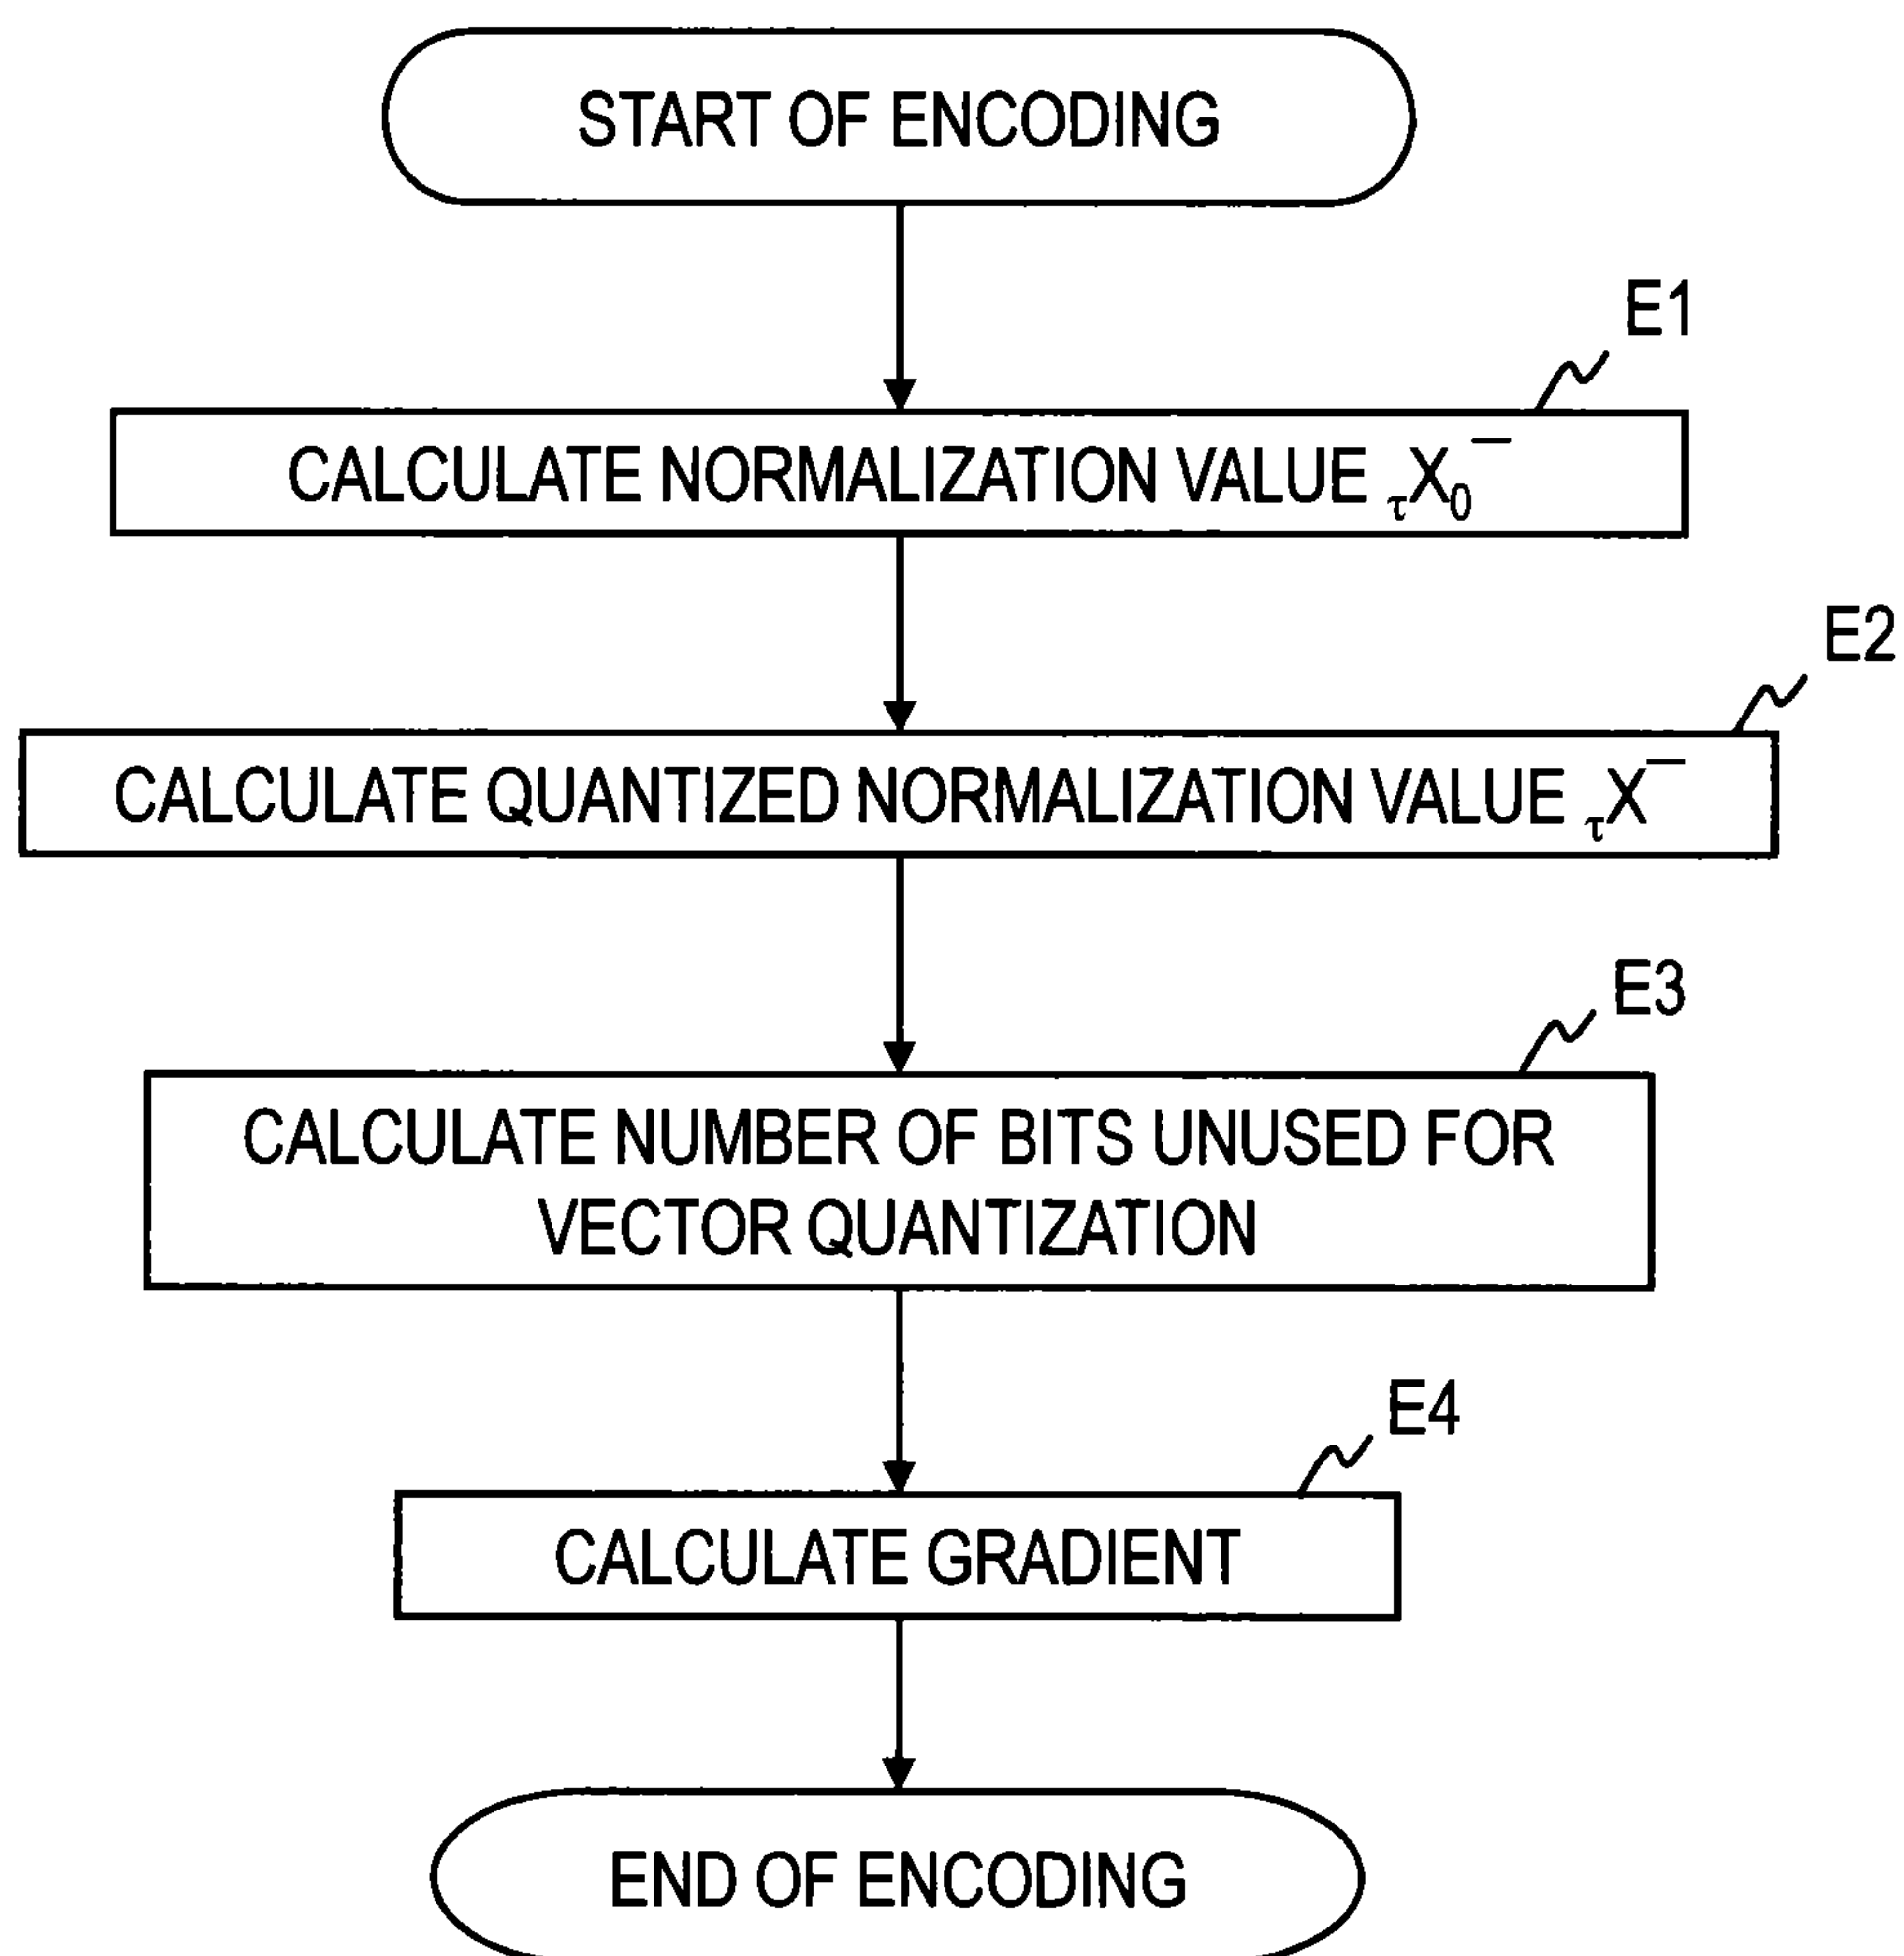 START OF ENCODING
E1
CALCULATE NORMALIZATION VALUE τX0‾
E2
CALCULATE QUANTIZED NORMALIZATION VALUE τX‾
E3
CALCULATE NUMBER OF BITS UNUSED FOR
VECTOR QUANTIZATION
E4
CALCULATE GRADIENT
END OF ENCODING